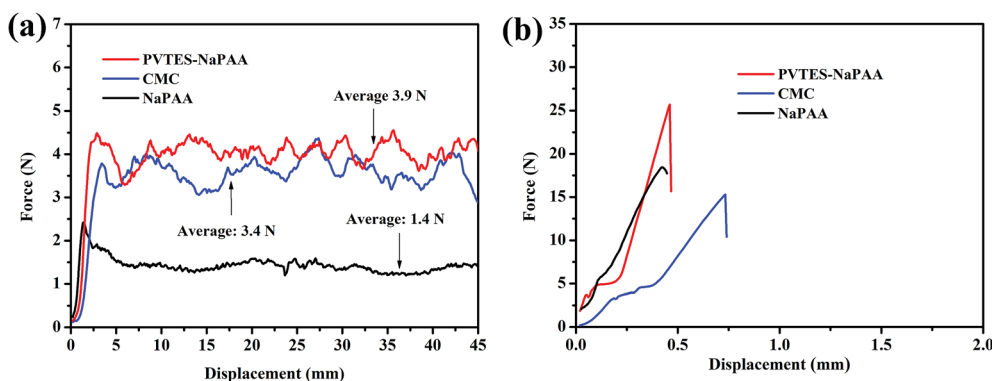 (a)
7
6
5
4
3
2
1
0
Force (N)
PVTES-NaPAA
CMC
NaPAA
Average 3.9 N
Average: 3.4 N
Average: 1.4 N
0 5 10 15 20 25 30 35 40 45
Displacement (mm)
(b)
35
30
25
20
15
10
5
0
Force (N)
PVTES-NaPAA
CMC
NaPAA
0.0 0.5 1.0 1.5 2.0
Displacement (mm)